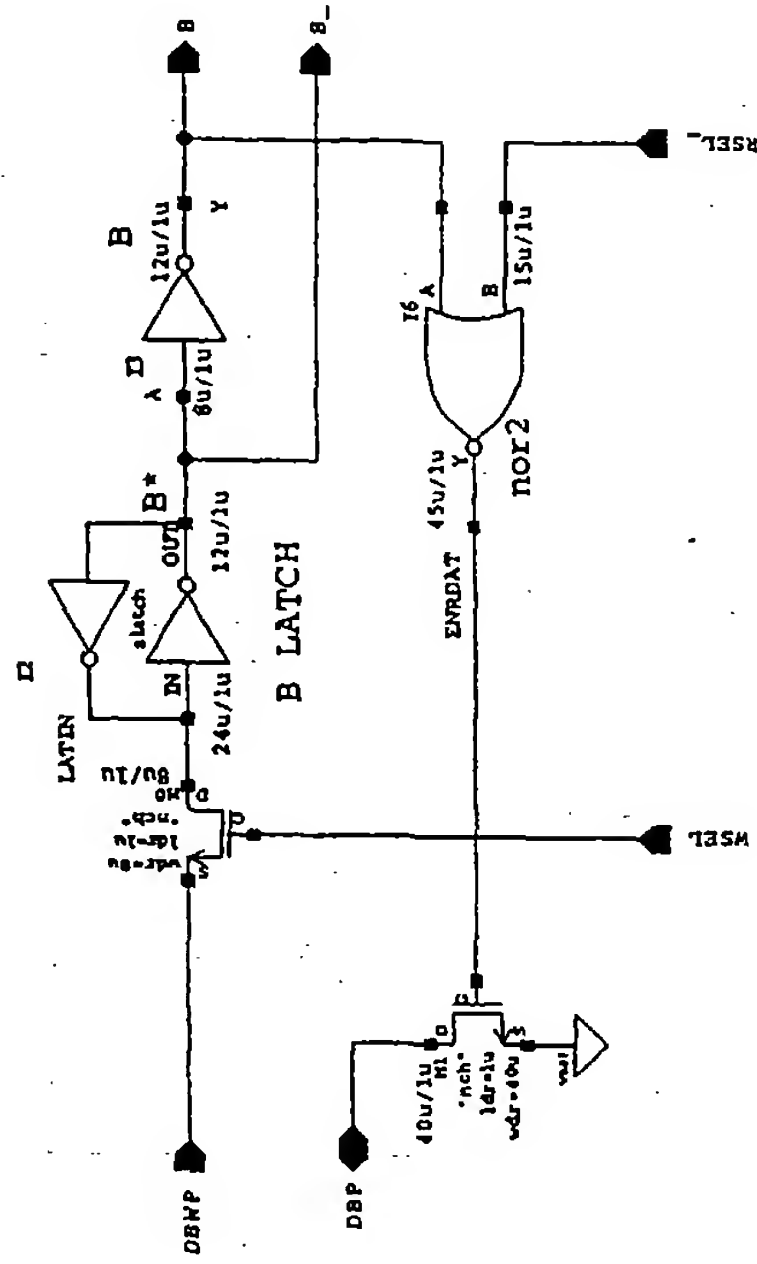 B
B_
RSEL_
WSEL
DBWP
DBP
B
12u/1u
Y
I3
A
8u/1u
B*
OUT
12u/1u
slatch
IN
24u/1u
I2
LATIN
B LATCH
8u/1u
M0
D
"nch"
ldr=1u
wdr=8u
S
G
I6
A
B
15u/1u
45u/1u
Y
nor2
ENRDAT
40u/1u
M1
D
G
S
"nch"
ldr=1u
wdr=40u